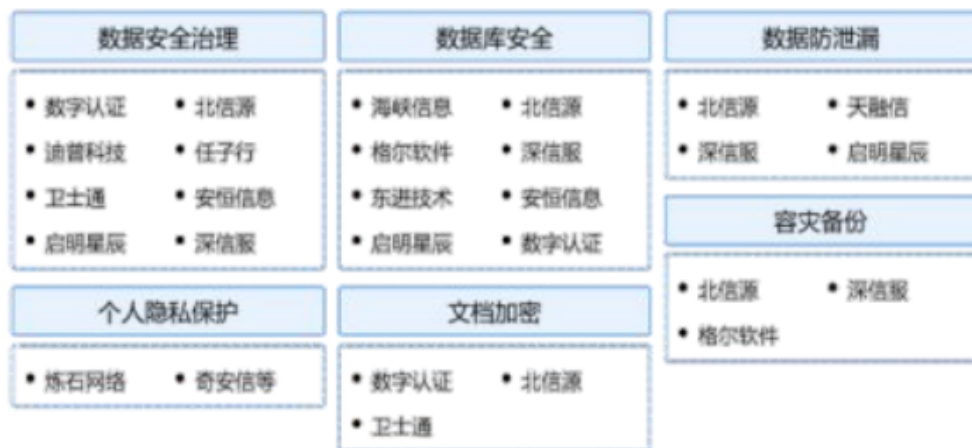 数据安全治理
数字认证 北信源
迪普科技 任子行
卫士通 安恒信息
启明星辰 深信服
数据库安全
海峡信息 北信源
格尔软件 深信服
东进技术 安恒信息
启明星辰 数字认证
数据防泄漏
北信源 天融信
深信服 启明星辰
容灾备份
北信源 深信服
格尔软件
个人隐私保护
炼石网络 奇安信等
文档加密
数字认证 北信源
卫士通